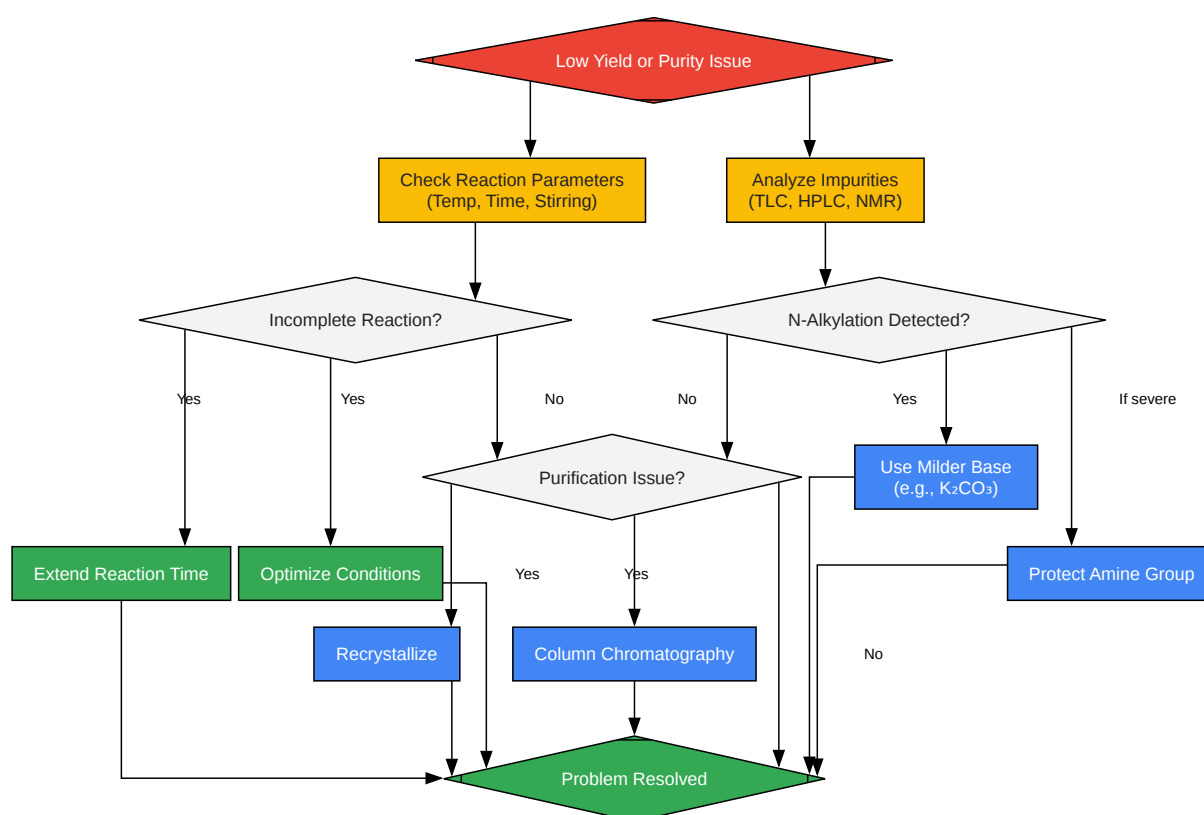 Low Yield or Purity Issue
Check Reaction Parameters
(Temp, Time, Stirring)
Analyze Impurities
(TLC, HPLC, NMR)
Incomplete Reaction?
N-Alkylation Detected?
Yes
Yes
No
No
Yes
If severe
Purification Issue?
Use Milder Base
(e.g., K₂CO₃)
Extend Reaction Time
Optimize Conditions
Yes
Yes
Protect Amine Group
Recrystallize
Column Chromatography
No
Problem Resolved